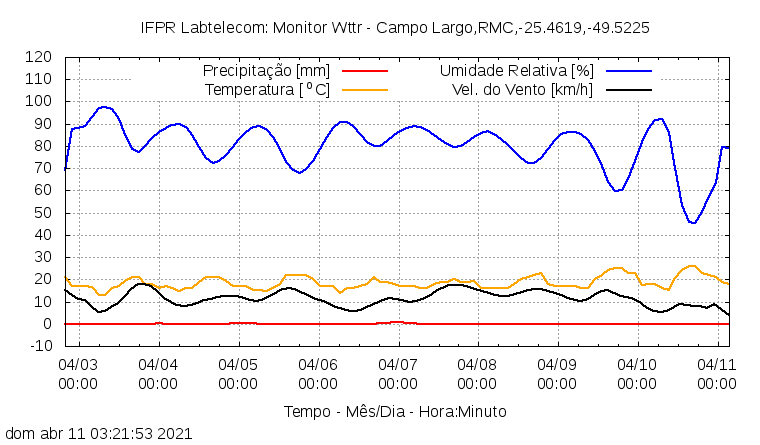 IFPR Labtelecom: Monitor Wttr - Campo Largo,RMC,-25.4619,-49.5225
120
110
100
90
80
70
60
50
40
30
20
10
0
-10
Precipitação [mm]
Temperatura [⁰C]
Umidade Relativa [%]
Vel. do Vento [km/h]
04/03 04/04 04/05 04/06 04/07 04/08 04/09 04/10 04/11
00:00 00:00 00:00 00:00 00:00 00:00 00:00 00:00 00:00
Tempo - Mês/Dia - Hora:Minuto
dom abr 11 03:21:53 2021